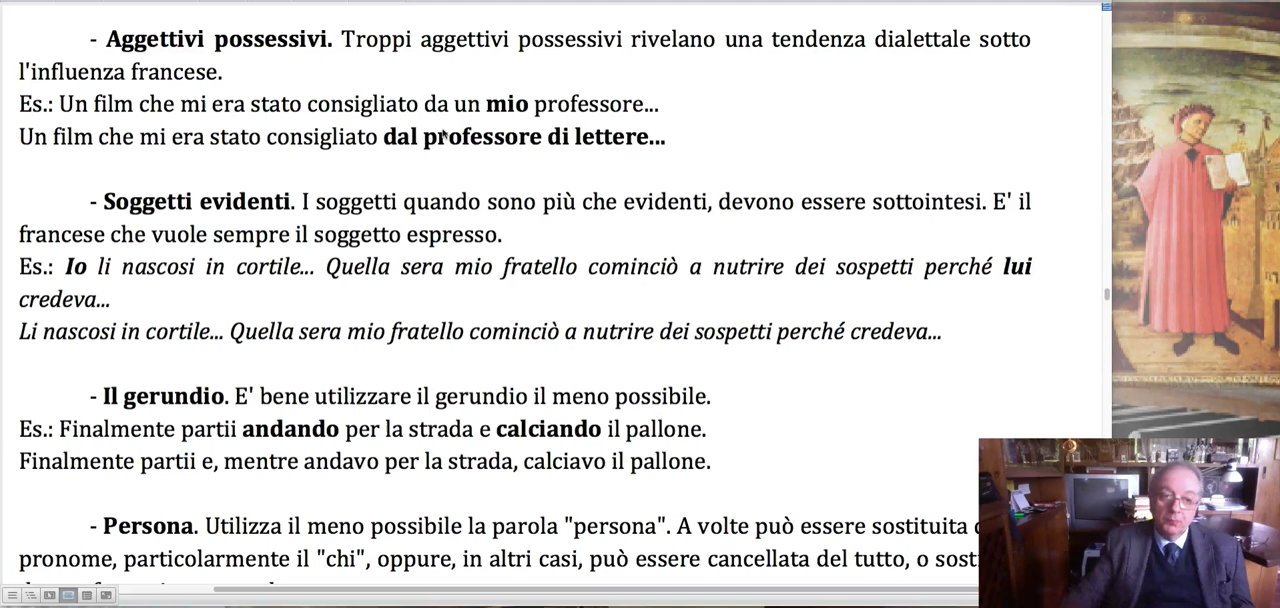 - Aggettivi possessivi. Troppi aggettivi possessivi rivelano una tendenza dialettale sotto
l'influenza francese.
Es.: Un film che mi era stato consigliato da un mio professore...
Un film che mi era stato consigliato dal professore di lettere...
- Soggetti evidenti. I soggetti quando sono più che evidenti, devono essere sottointesi. E' il
francese che vuole sempre il soggetto espresso.
Es.: Io li nascosi in cortile... Quella sera mio fratello cominciò a nutrire dei sospetti perché lui
credeva...
Li nascosi in cortile... Quella sera mio fratello cominciò a nutrire dei sospetti perché credeva...
- Il gerundio. E' bene utilizzare il gerundio il meno possibile.
Es.: Finalmente partii andando per la strada e calciando il pallone.
Finalmente partii e, mentre andavo per la strada, calciavo il pallone.
- Persona. Utilizza il meno possibile la parola "persona". A volte può essere sostituita
pronome, particolarmente il "chi", oppure, in altri casi, può essere cancellata del tutto, o